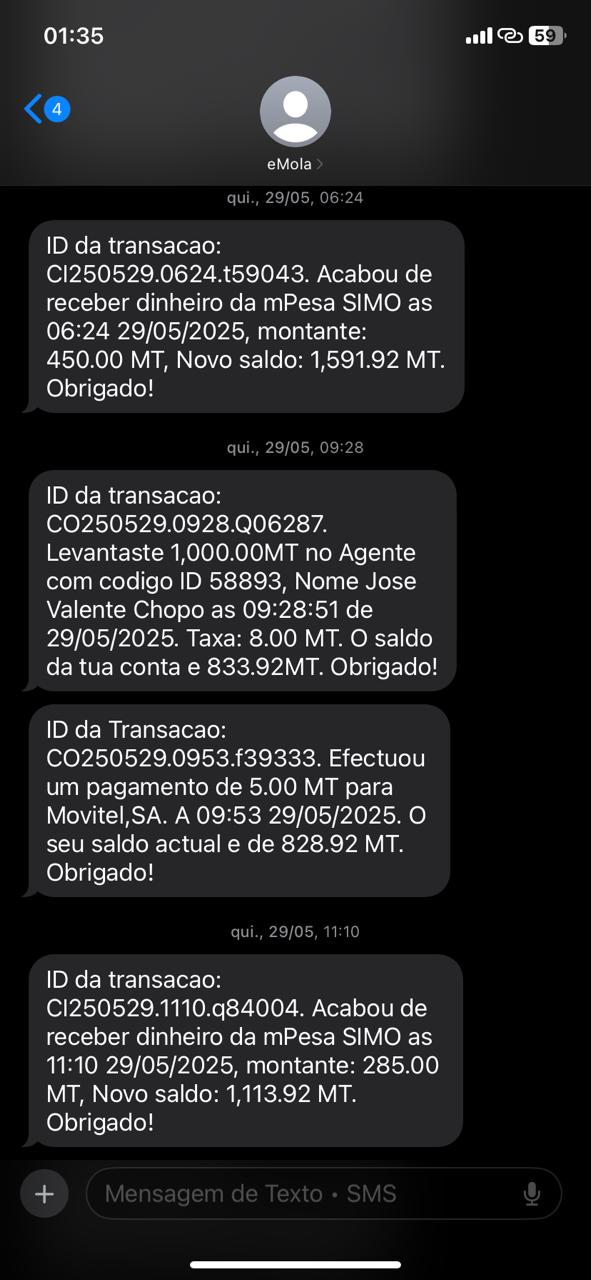 01:35
59
4
eMola
qui., 29/05, 06:24
ID da transacao:
CI250529.0624.t59043. Acabou de
receber dinheiro da mPesa SIMO as
06:24 29/05/2025, montante:
450.00 MT, Novo saldo: 1,591.92 MT.
Obrigado!
qui., 29/05, 09:28
ID da transacao:
CO250529.0928.Q06287.
Levantaste 1,000.00MT no Agente
com codigo ID 58893, Nome Jose
Valente Chopo as 09:28:51 de
29/05/2025. Taxa: 8.00 MT. O saldo
da tua conta e 833.92MT. Obrigado!
ID da Transacao:
CO250529.0953.f39333. Efectuou
um pagamento de 5.00 MT para
Movitel,SA. A 09:53 29/05/2025. O
seu saldo actual e de 828.92 MT.
Obrigado!
qui., 29/05, 11:10
ID da transacao:
CI250529.1110.q84004. Acabou de
receber dinheiro da mPesa SIMO as
11:10 29/05/2025, montante: 285.00
MT, Novo saldo: 1,113.92 MT.
Obrigado!
Mensagem de Texto • SMS